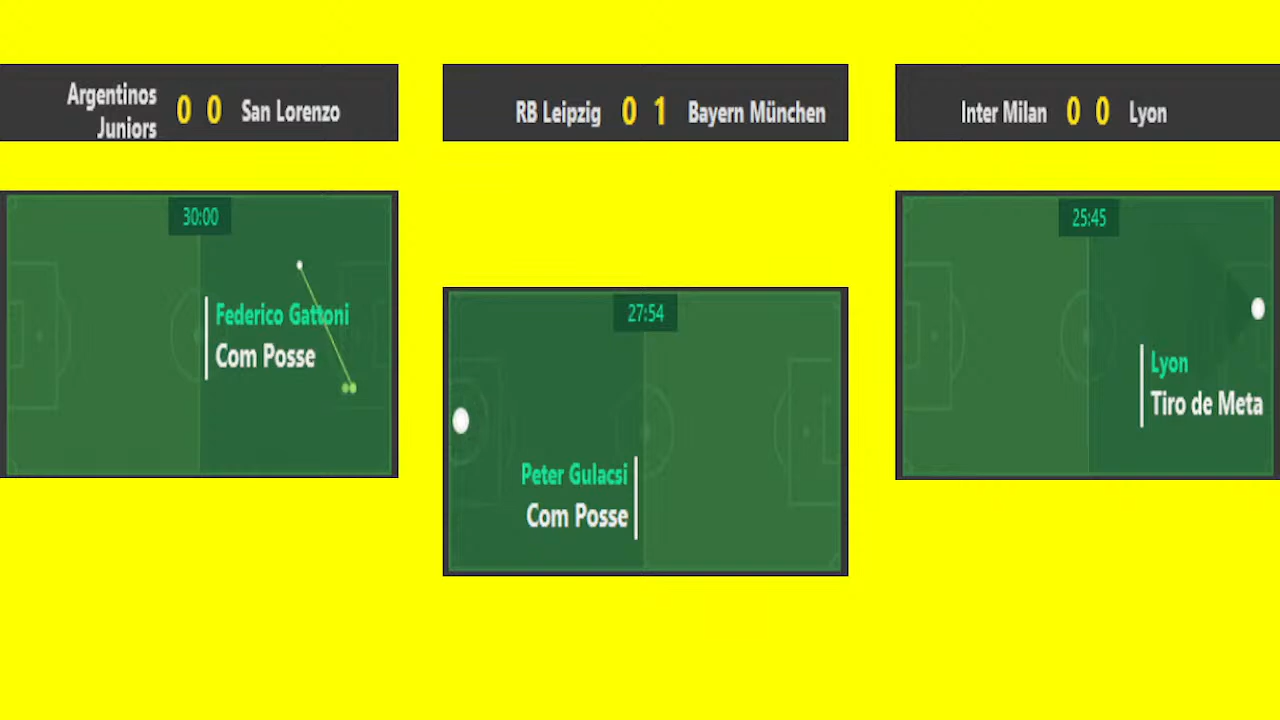 Argentinos
Juniors
0 0
San Lorenzo
RB Leipzig
0 1
Bayern München
Inter Milan
0 0
Lyon
30:00
Federico Gattoni
Com Posse
27:54
Peter Gulacsi
Com Posse
25:45
Lyon
Tiro de Meta